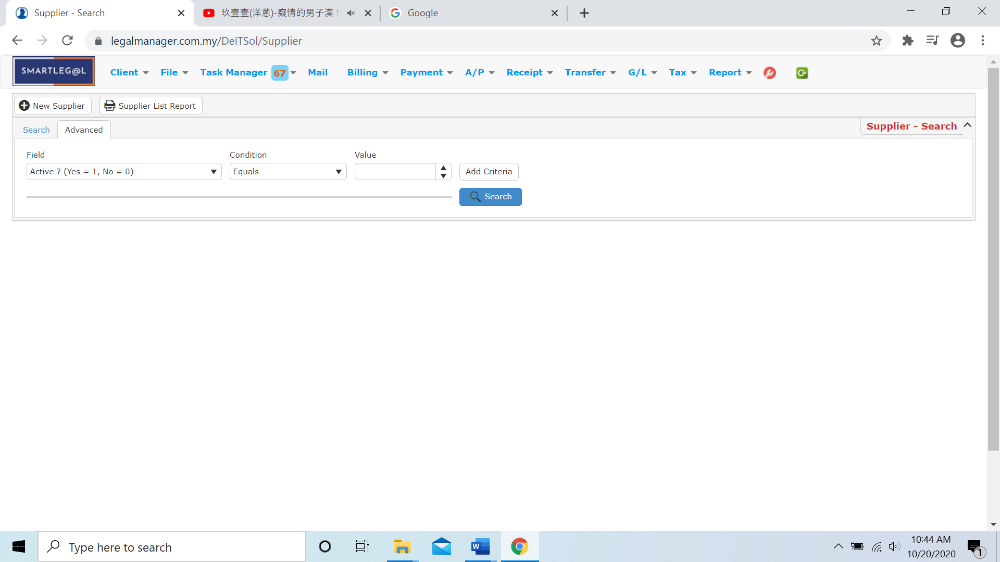 Supplier - Search
玖壹壹(洋蔥)-癡情的男子漢 f
Google
legalmanager.com.my/DeITSol/Supplier
SMARTLEG@L
Client File Task Manager 67 Mail Billing Payment A/P Receipt Transfer G/L Tax Report
New Supplier
Supplier List Report
Search
Advanced
Supplier - Search
Field
Condition
Value
Active ? (Yes = 1, No = 0)
Equals
Add Criteria
Search
Type here to search
10:44 AM
10/20/2020
1